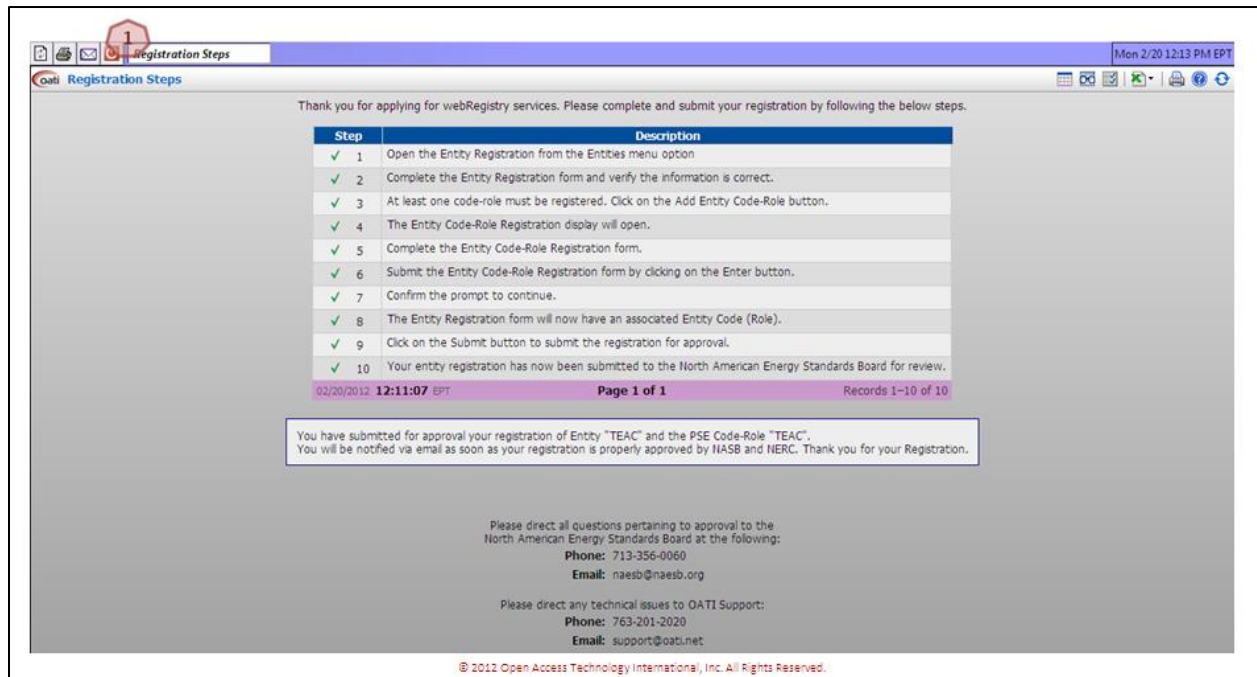 1
Registration Steps
Mon 2/20 12:13 PM EPT
oati Registration Steps
Thank you for applying for webRegistry services. Please complete and submit your registration by following the below steps.
Step Description
1 Open the Entity Registration from the Entities menu option
2 Complete the Entity Registration form and verify the information is correct.
3 At least one code-role must be registered. Click on the Add Entity Code-Role button.
4 The Entity Code-Role Registration display will open.
5 Complete the Entity Code-Role Registration form.
6 Submit the Entity Code-Role Registration form by clicking on the Enter button.
7 Confirm the prompt to continue.
8 The Entity Registration form will now have an associated Entity Code (Role).
9 Click on the Submit button to submit the registration for approval.
10 Your entity registration has now been submitted to the North American Energy Standards Board for review.
02/20/2012 12:11:07 EPT Page 1 of 1 Records 1-10 of 10
You have submitted for approval your registration of Entity "TEAC" and the PSE Code-Role "TEAC".
You will be notified via email as soon as your registration is properly approved by NASB and NERC. Thank you for your Registration.
Please direct all questions pertaining to approval to the
North American Energy Standards Board at the following:
Phone: 713-356-0060
Email: naesb@naesb.org
Please direct any technical issues to OATI Support:
Phone: 763-201-2020
Email: support@oati.net
© 2012 Open Access Technology International, Inc. All Rights Reserved.